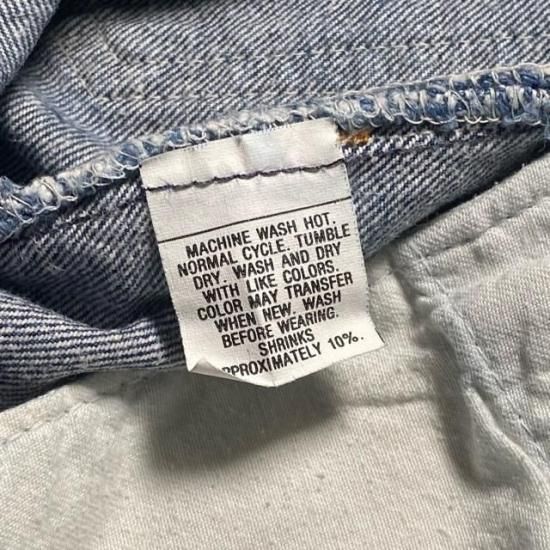 MACHINE WASH HOT.
NORMAL CYCLE. TUMBLE
DRY. WASH AND DRY
WITH LIKE COLORS.
COLOR MAY TRANSFER
WHEN NEW. WASH
BEFORE WEARING.
SHRINKS
PPROXIMATELY 10%.